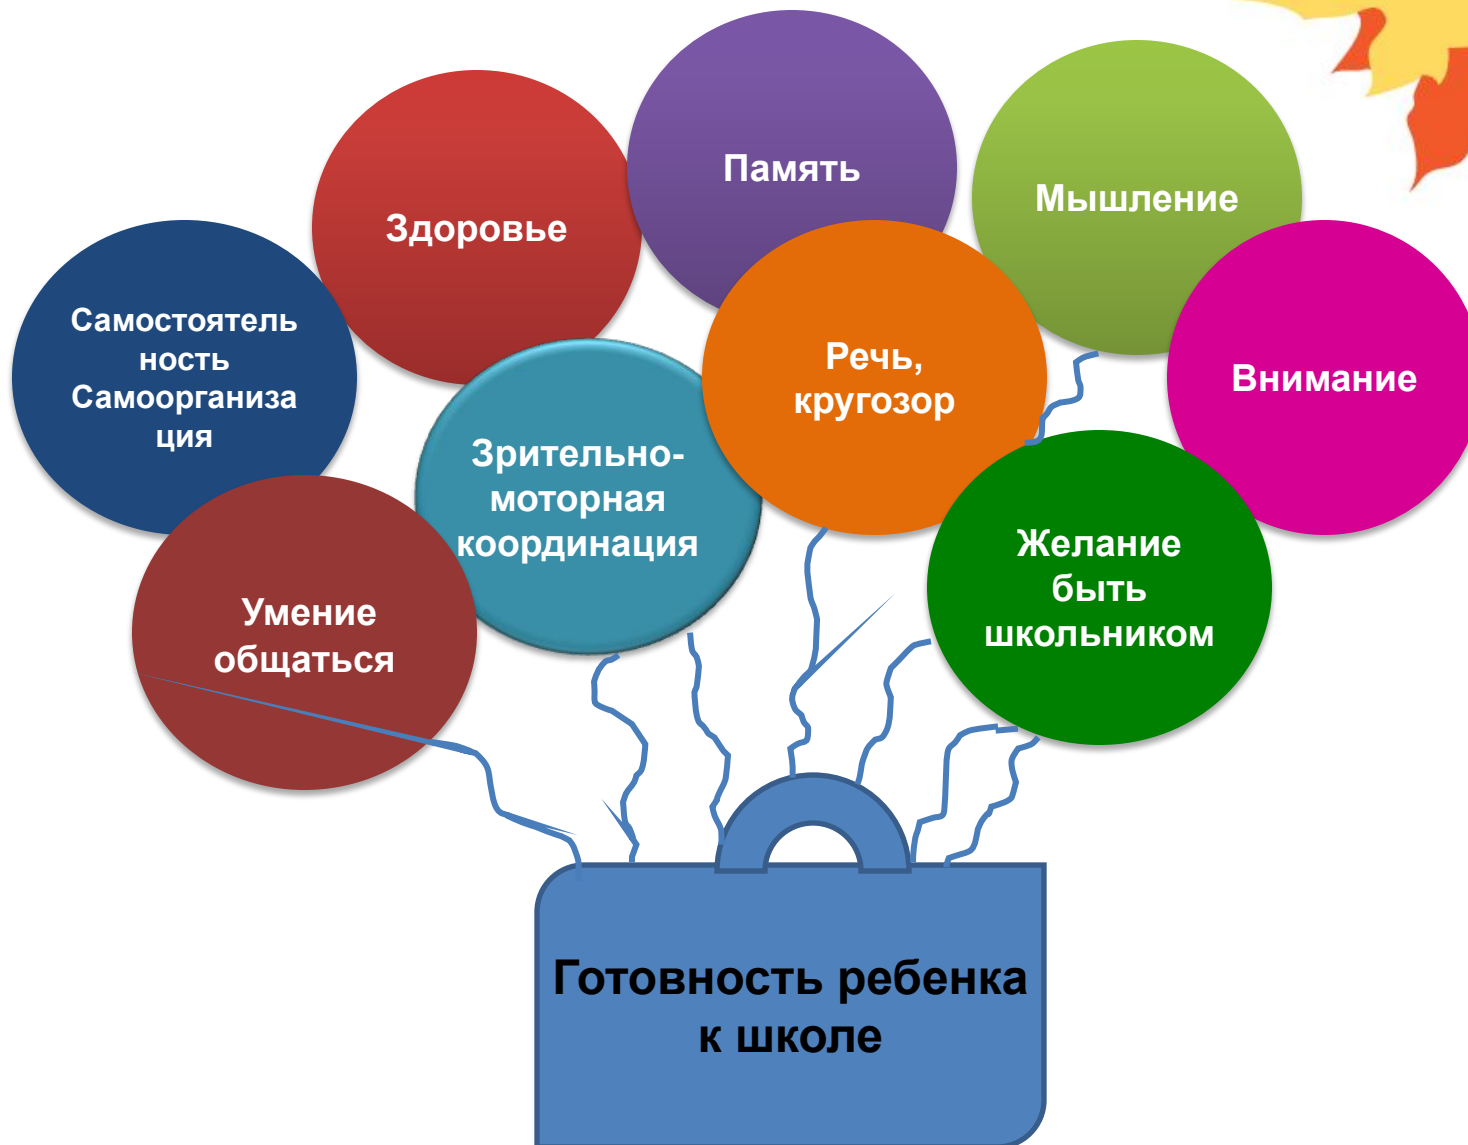 Память
Мышление
Здоровье
Самостоятель
ность
Самоорганиза
ция
Речь,
кругозор
Внимание
Зрительно-
моторная
координация
Желание
быть
школьником
Умение
общаться
Готовность ребенка
к школе